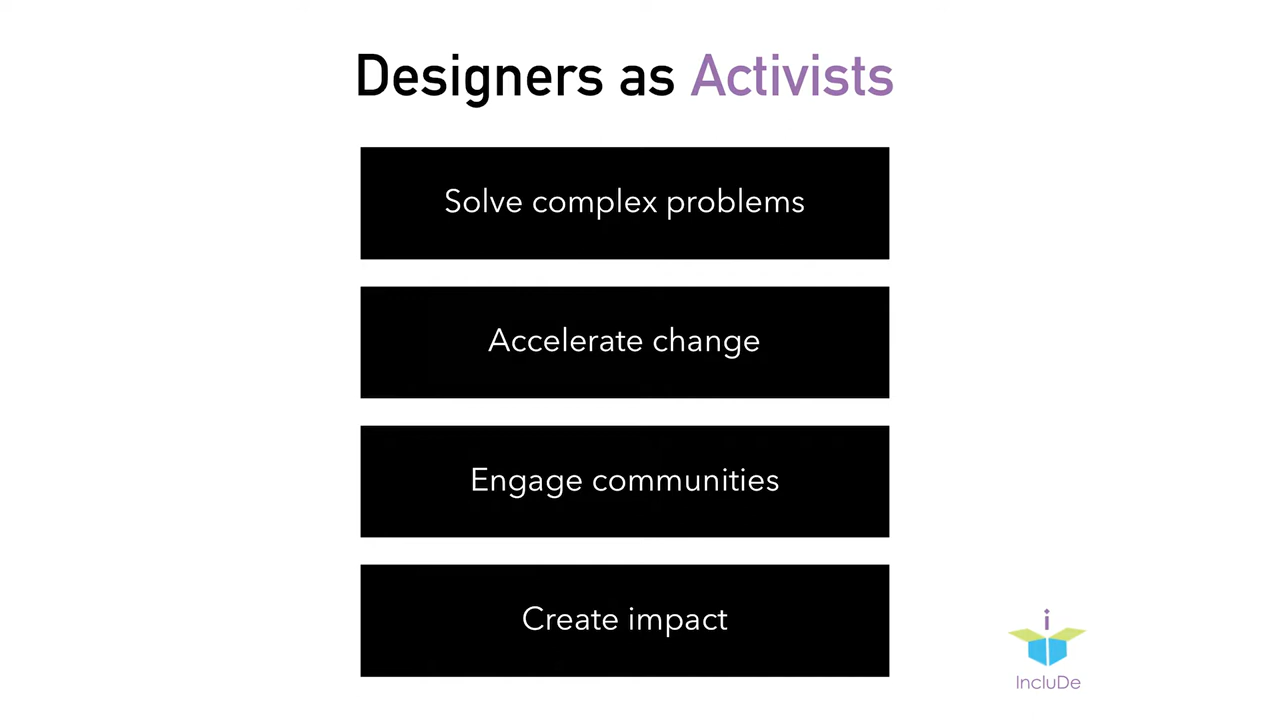 Designers as Activists
Solve complex problems
Accelerate change
Engage communities
Create impact
i
IncluDe